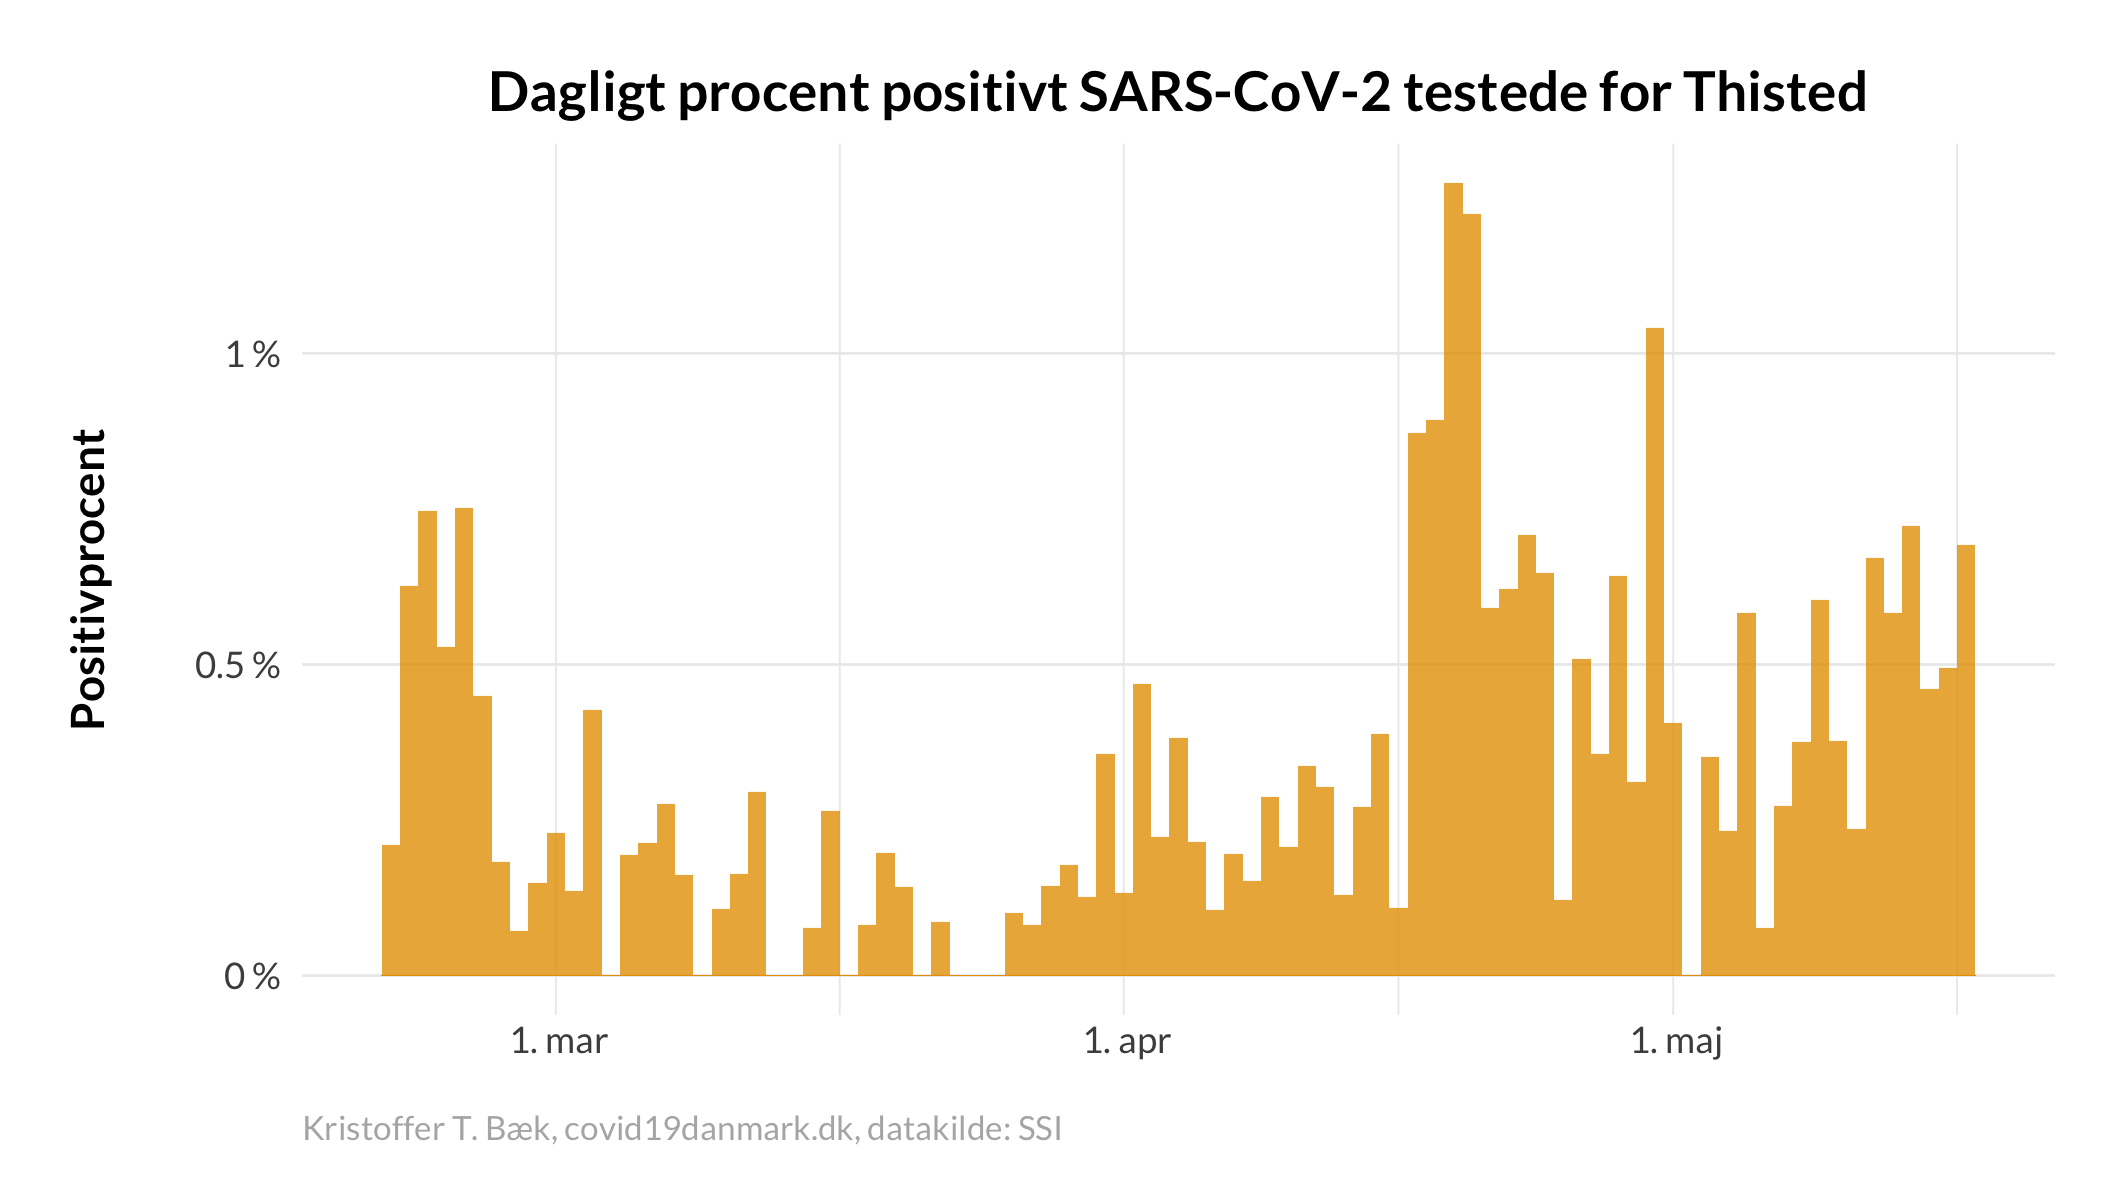 Dagligt procent positivt SARS-CoV-2 testede for Thisted
Positivprocent
1 %
0.5 %
0 %
1. mar
1. apr
1. maj
Kristoffer T. Bæk, covid19danmark.dk, datakilde: SSI